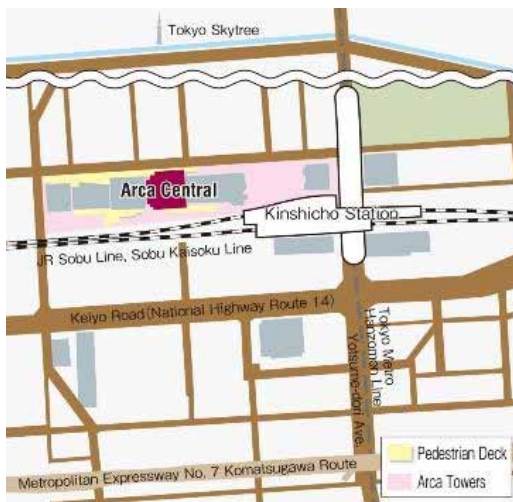 Tokyo Skytree
Arca Central
Kinshicho Station
JR Sobu Line, Sobu Kaisoku Line
Keiyo Road(National Highway Route 14)
Tokyo Metro
Hanzomon Line
Yotsume-dori Ave.
Metropolitan Expressway No. 7 Komatsugawa Route
Pedestrian Deck
Arca Towers